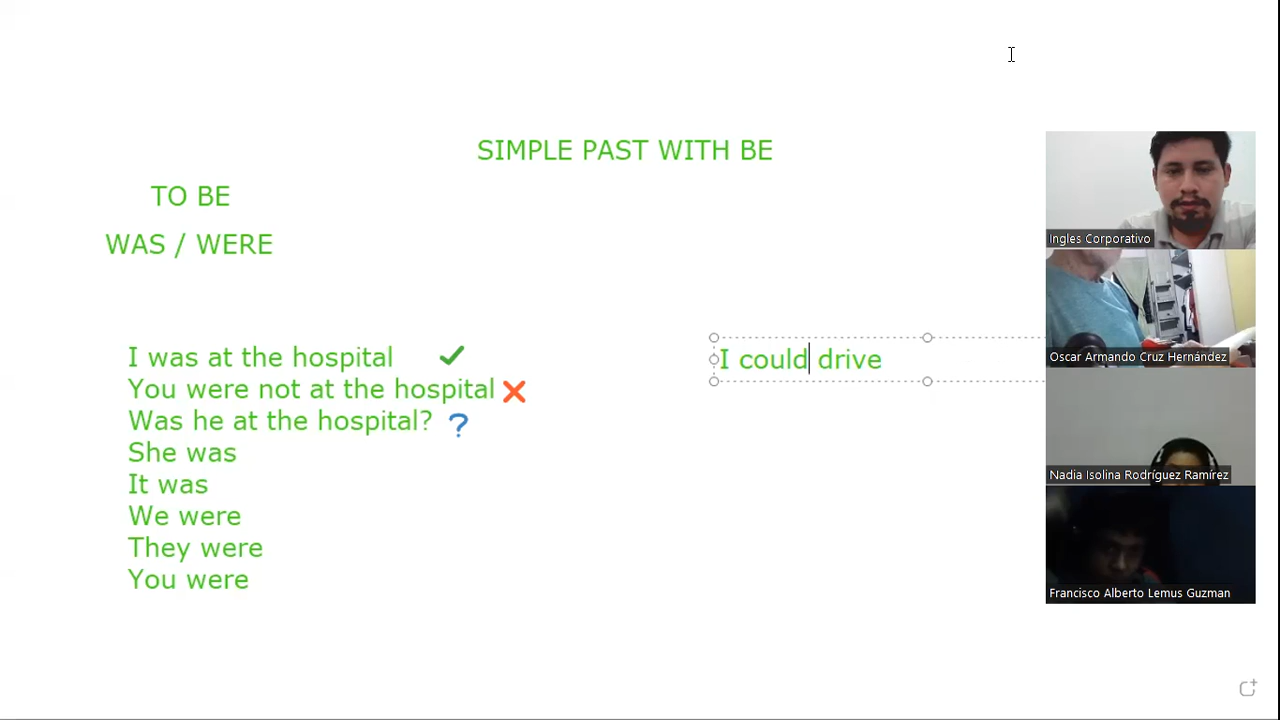 SIMPLE PAST WITH BE
TO BE
WAS / WERE
I was at the hospital
You were not at the hospital
Was he at the hospital?
She was
It was
We were
They were
You were
I could drive
Ingles Corporativo
Oscar Armando Cruz Hernández
Nadia Isolina Rodríguez Ramírez
Francisco Alberto Lemus Guzman